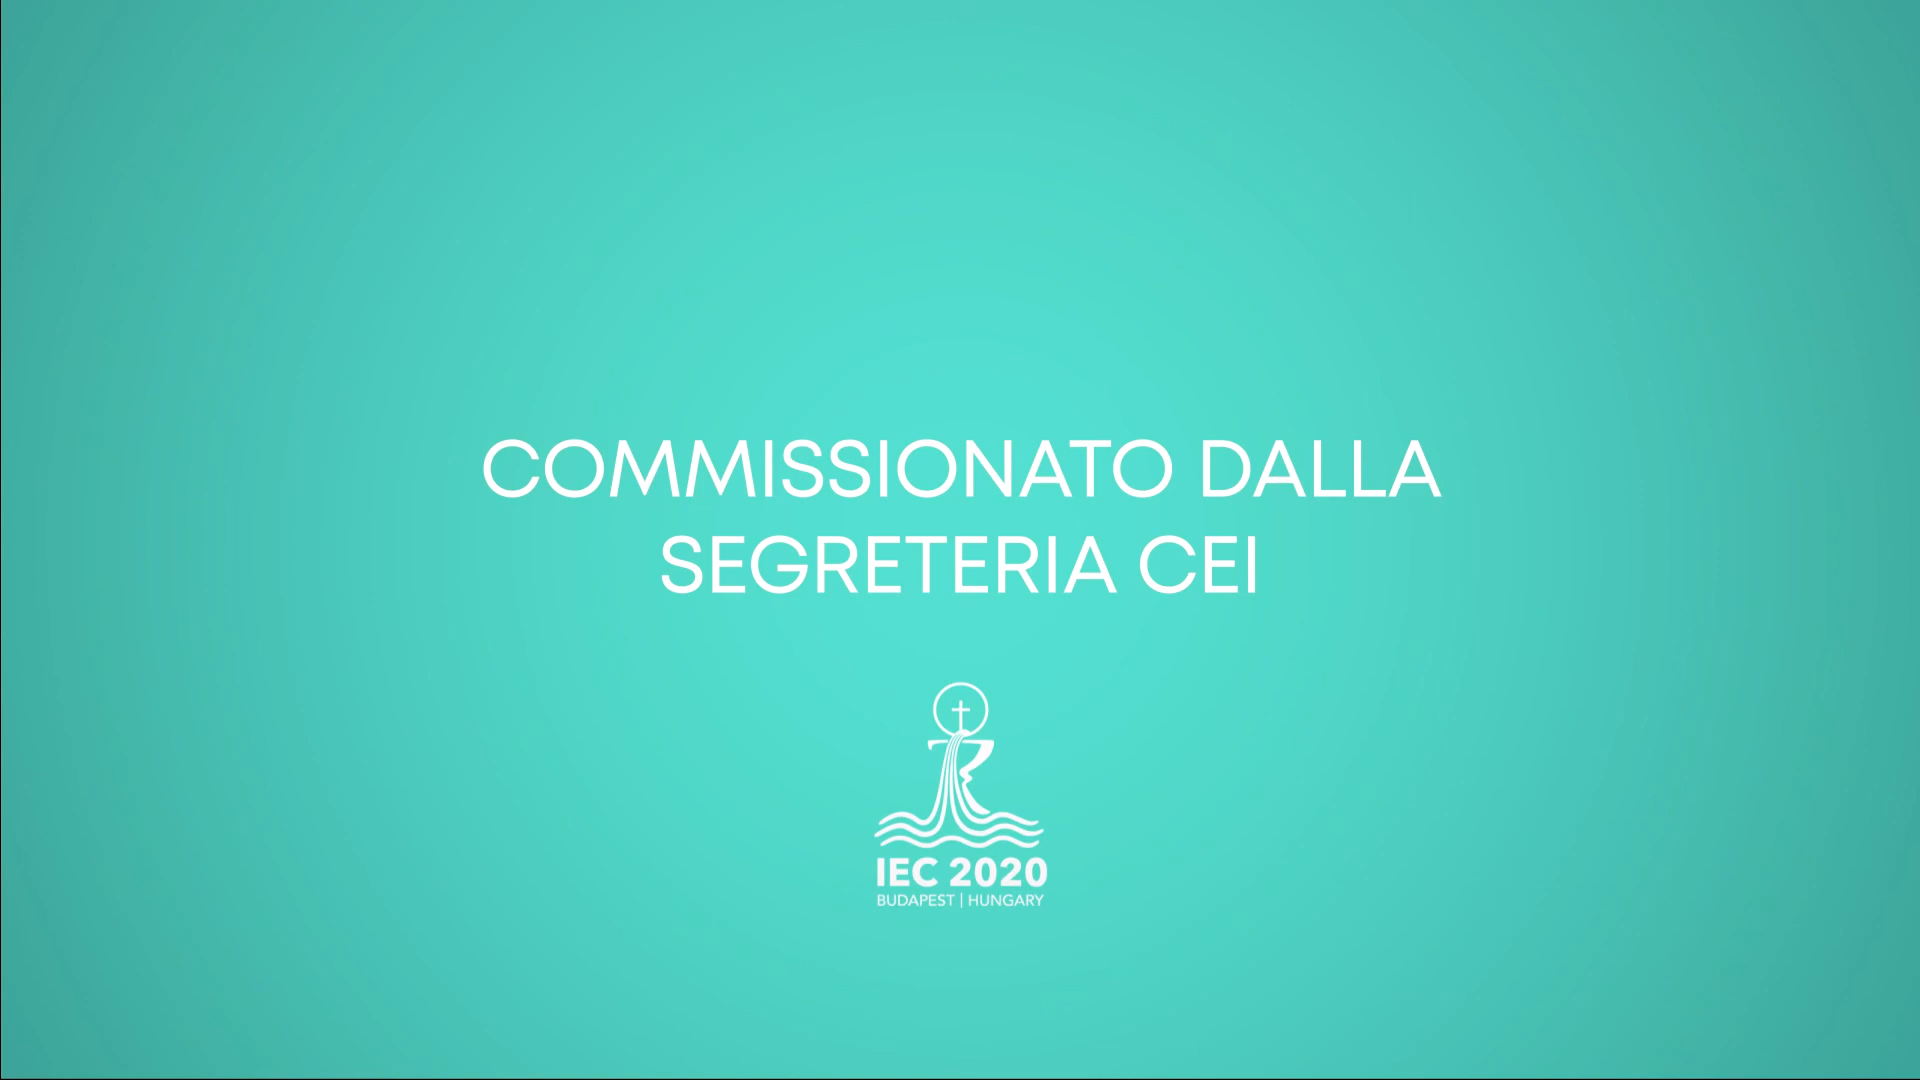 COMMISSIONATO DALLA
SEGRETERIA CEI
IEC 2020
BUDAPEST | HUNGARY